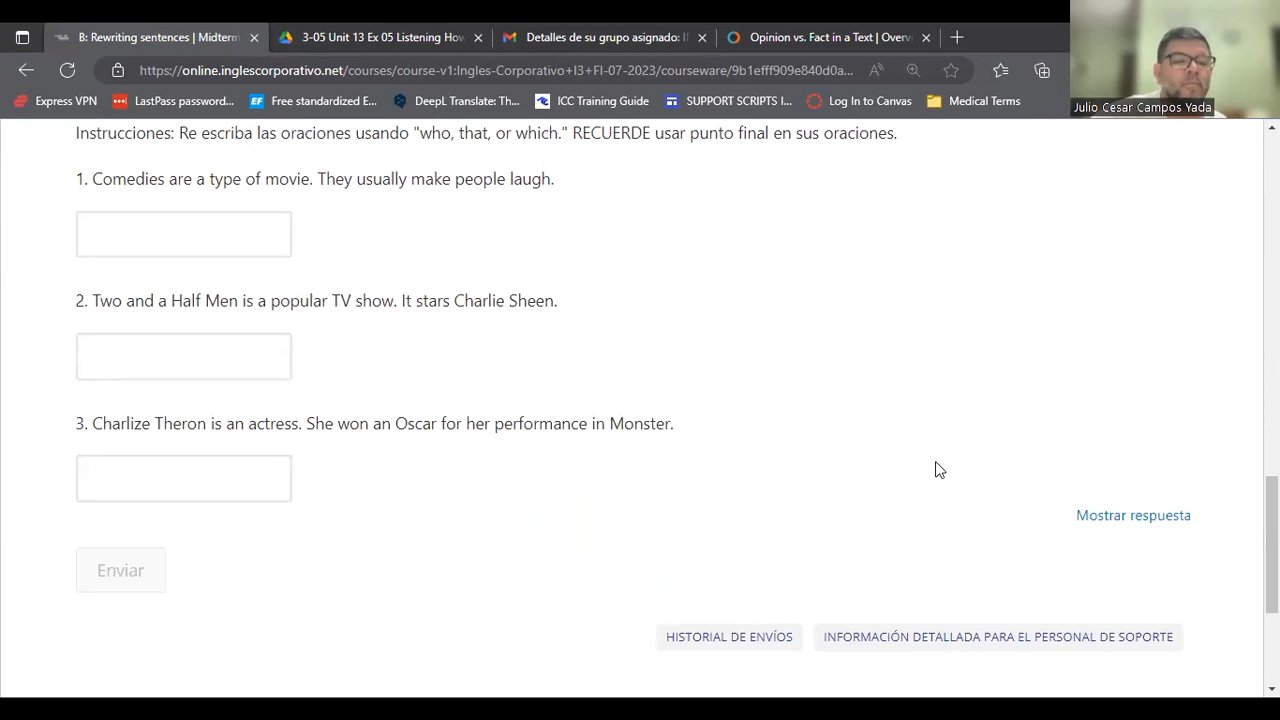 B: Rewriting sentences | Midterm
3-05 Unit 13 Ex 05 Listening How
Detalles de su grupo asignado: I
Opinion vs. Fact in a Text | Overv
https://online.inglescorporativo.net/courses/course-v1:Ingles-Corporativo+I3+FI-07-2023/courseware/9b1efff909e840d0a...
Express VPN
LastPass password...
Free standardized E...
DeepL Translate: Th...
ICC Training Guide
SUPPORT SCRIPTS I...
Log In to Canvas
Medical Terms
Julio Cesar Campos Yada
Instrucciones: Re escriba las oraciones usando "who, that, or which." RECUERDE usar punto final en sus oraciones.
1. Comedies are a type of movie. They usually make people laugh.
2. Two and a Half Men is a popular TV show. It stars Charlie Sheen.
3. Charlize Theron is an actress. She won an Oscar for her performance in Monster.
Mostrar respuesta
Enviar
HISTORIAL DE ENVÍOS
INFORMACIÓN DETALLADA PARA EL PERSONAL DE SOPORTE